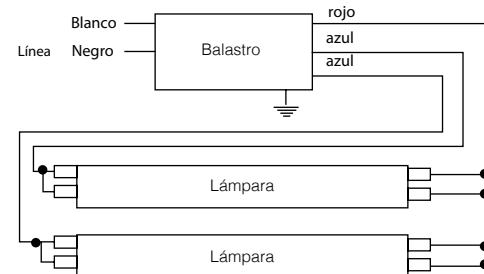 Blanco
rojo
azul
Línea Negro
Balastro
azul
Lámpara
Lámpara